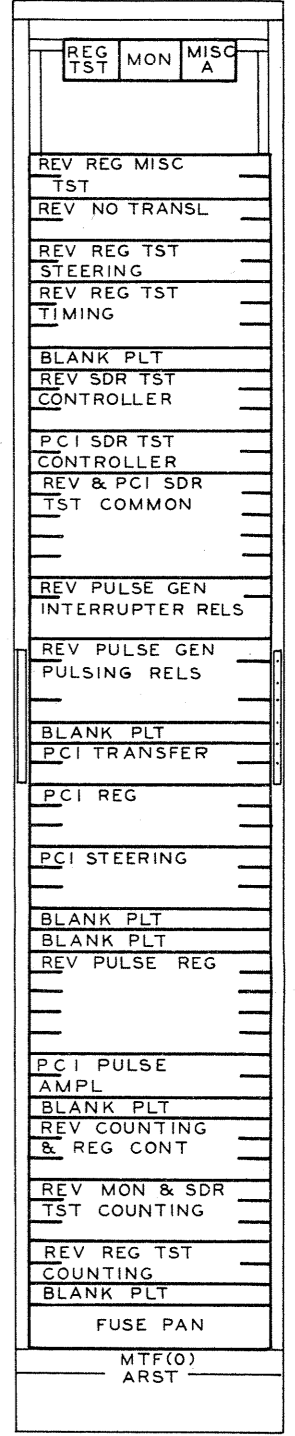 REG TST MON MISC A
REV REG MISC
TST
REV NO TRANSL
REV REG TST
STEERING
REV REG TST
TIMING
BLANK PLT
REV SDR TST
CONTROLLER
PCI SDR TST
CONTROLLER
REV & PCI SDR
TST COMMON
REV PULSE GEN
INTERRUPTER RELS
REV PULSE GEN
PULSING RELS
BLANK PLT
PCI TRANSFER
PCI REG
PCI STEERING
BLANK PLT
BLANK PLT
REV PULSE REG
PCI PULSE
AMPL
BLANK PLT
REV COUNTING
& REG CONT
REV MON & SDR
TST COUNTING
REV REG TST
COUNTING
BLANK PLT
FUSE PAN
MTF(0)
ARST